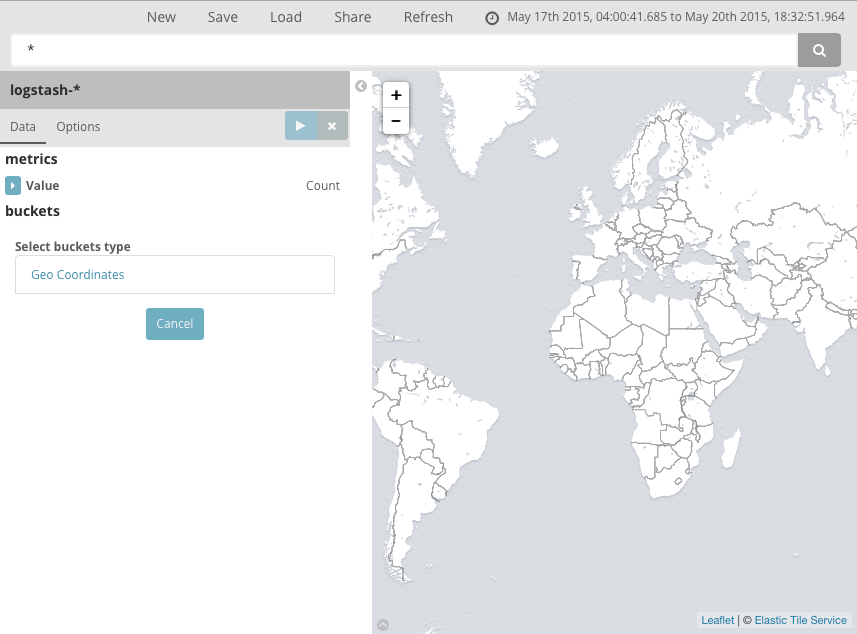 New Save Load Share Refresh May 17th 2015, 04:00:41.685 to May 20th 2015, 18:32:51.964
*
logstash-*
Data Options
metrics
Value Count
buckets
Select buckets type
Geo Coordinates
Cancel
+
−
Leaflet | © Elastic Tile Service